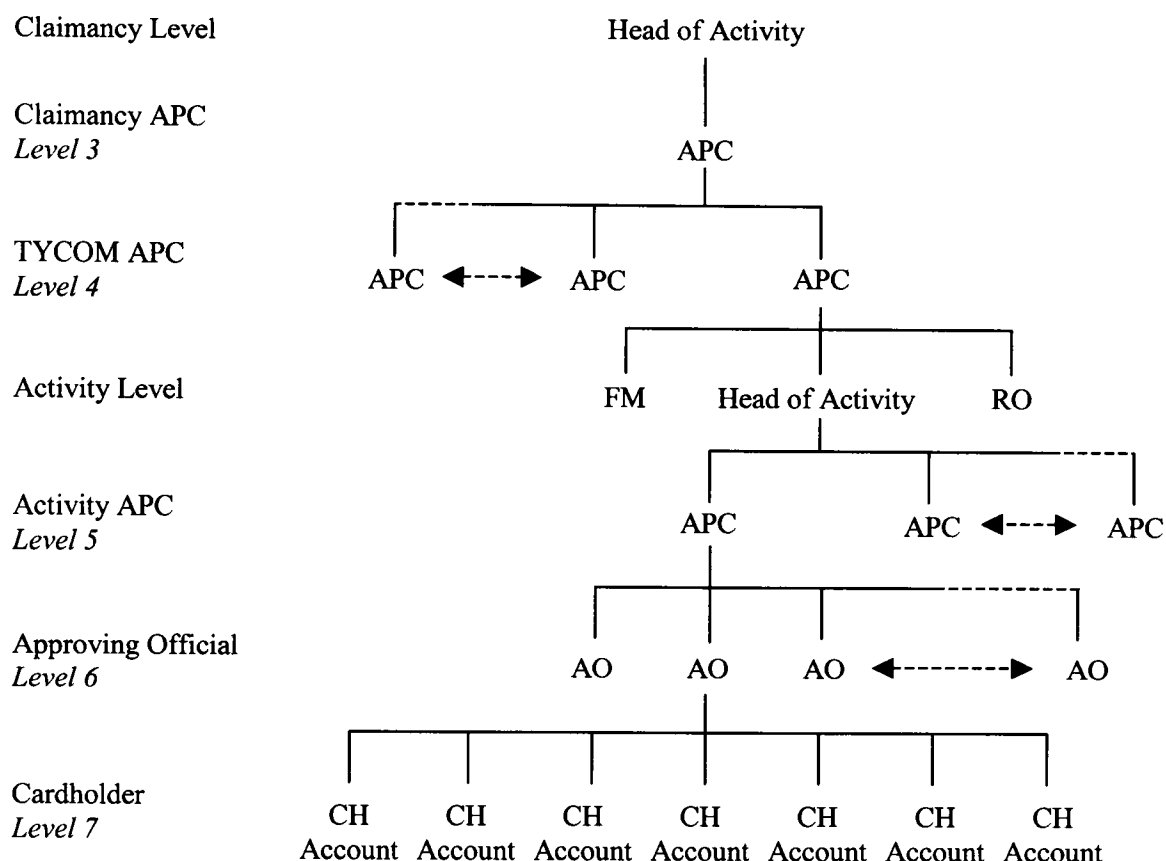 Claimancy Level Head of Activity
Claimancy APC
Level 3 APC
TYCOM APC
Level 4 APC APC APC
Activity Level FM Head of Activity RO
Activity APC
Level 5 APC APC APC
Approving Official
Level 6 AO AO AO AO
Cardholder
Level 7 CH CH CH CH CH CH CH
Account Account Account Account Account Account Account